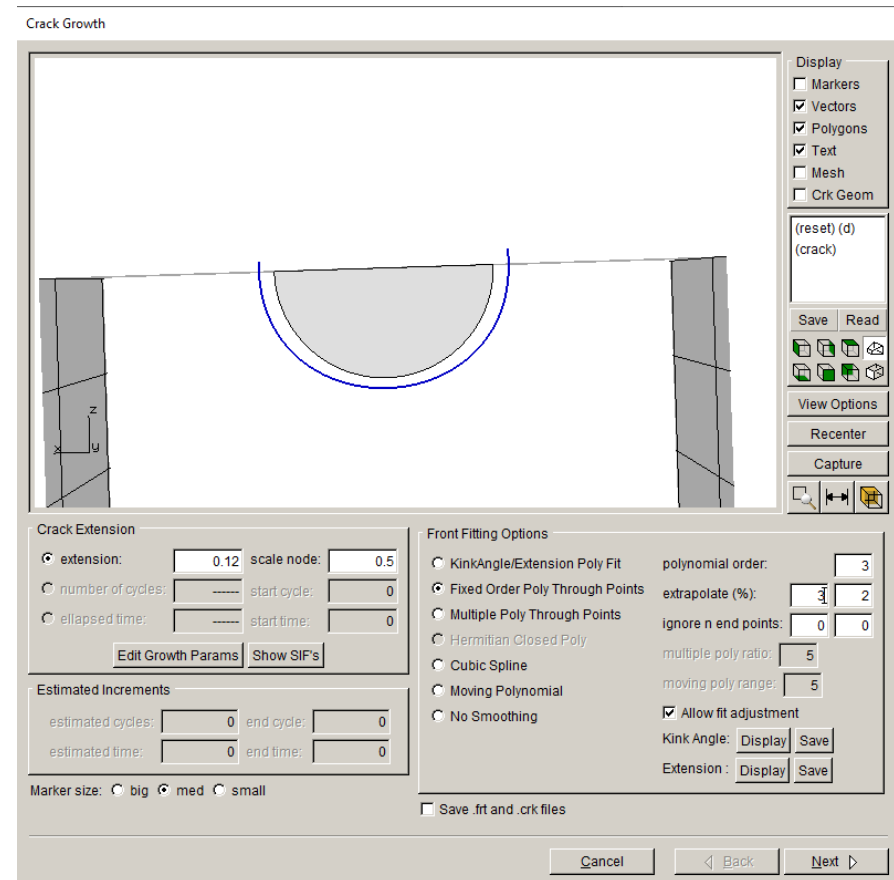 Crack Growth
Display
Markers
Vectors
Polygons
Text
Mesh
Crk Geom
(reset) (d)
(crack)
Save Read
View Options
Recenter
Capture
z
x y
Crack Extension
extension: 0.12 scale node: 0.5
number of cycles: ------ start cycle: 0
ellapsed time: ------ start time: 0
Edit Growth Params Show SIF's
Estimated Increments
estimated cycles: 0 end cycle: 0
estimated time: 0 end time: 0
Marker size: big med small
Front Fitting Options
KinkAngle/Extension Poly Fit
Fixed Order Poly Through Points
Multiple Poly Through Points
Hermitian Closed Poly
Cubic Spline
Moving Polynomial
No Smoothing
polynomial order: 3
extrapolate (%): 3 2
ignore n end points: 0 0
multiple poly ratio: 5
moving poly range: 5
Allow fit adjustment
Kink Angle: Display Save
Extension : Display Save
Save .frt and .crk files
Cancel Back Next